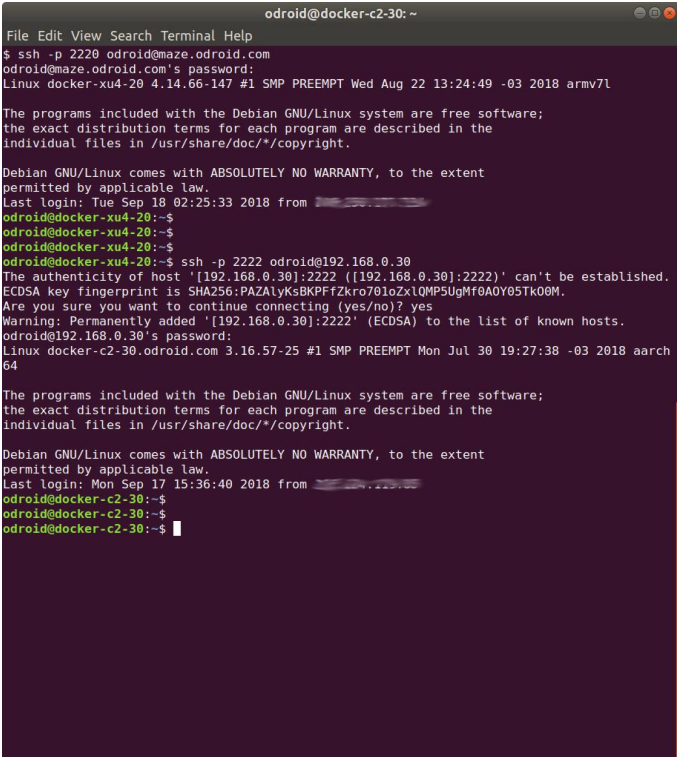 odroid@docker-c2-30: ~
File Edit View Search Terminal Help
$ ssh -p 2220 odroid@maze.odroid.com
odroid@maze.odroid.com's password:
Linux docker-xu4-20 4.14.66-147 #1 SMP PREEMPT Wed Aug 22 13:24:49 -03 2018 armv7l
The programs included with the Debian GNU/Linux system are free software;
the exact distribution terms for each program are described in the
individual files in /usr/share/doc/*/copyright.
Debian GNU/Linux comes with ABSOLUTELY NO WARRANTY, to the extent
permitted by applicable law.
Last login: Tue Sep 18 02:25:33 2018 from
odroid@docker-xu4-20:~$
odroid@docker-xu4-20:~$
odroid@docker-xu4-20:~$
odroid@docker-xu4-20:~$ ssh -p 2222 odroid@192.168.0.30
The authenticity of host '[192.168.0.30]:2222 ([192.168.0.30]:2222)' can't be established.
ECDSA key fingerprint is SHA256:PAZAlyKsBKPFfZkro701oZxlQMP5UgMf0AOY05TkO0M.
Are you sure you want to continue connecting (yes/no)? yes
Warning: Permanently added '[192.168.0.30]:2222' (ECDSA) to the list of known hosts.
odroid@192.168.0.30's password:
Linux docker-c2-30.odroid.com 3.16.57-25 #1 SMP PREEMPT Mon Jul 30 19:27:38 -03 2018 aarch
64
The programs included with the Debian GNU/Linux system are free software;
the exact distribution terms for each program are described in the
individual files in /usr/share/doc/*/copyright.
Debian GNU/Linux comes with ABSOLUTELY NO WARRANTY, to the extent
permitted by applicable law.
Last login: Mon Sep 17 15:36:40 2018 from
odroid@docker-c2-30:~$
odroid@docker-c2-30:~$
odroid@docker-c2-30:~$